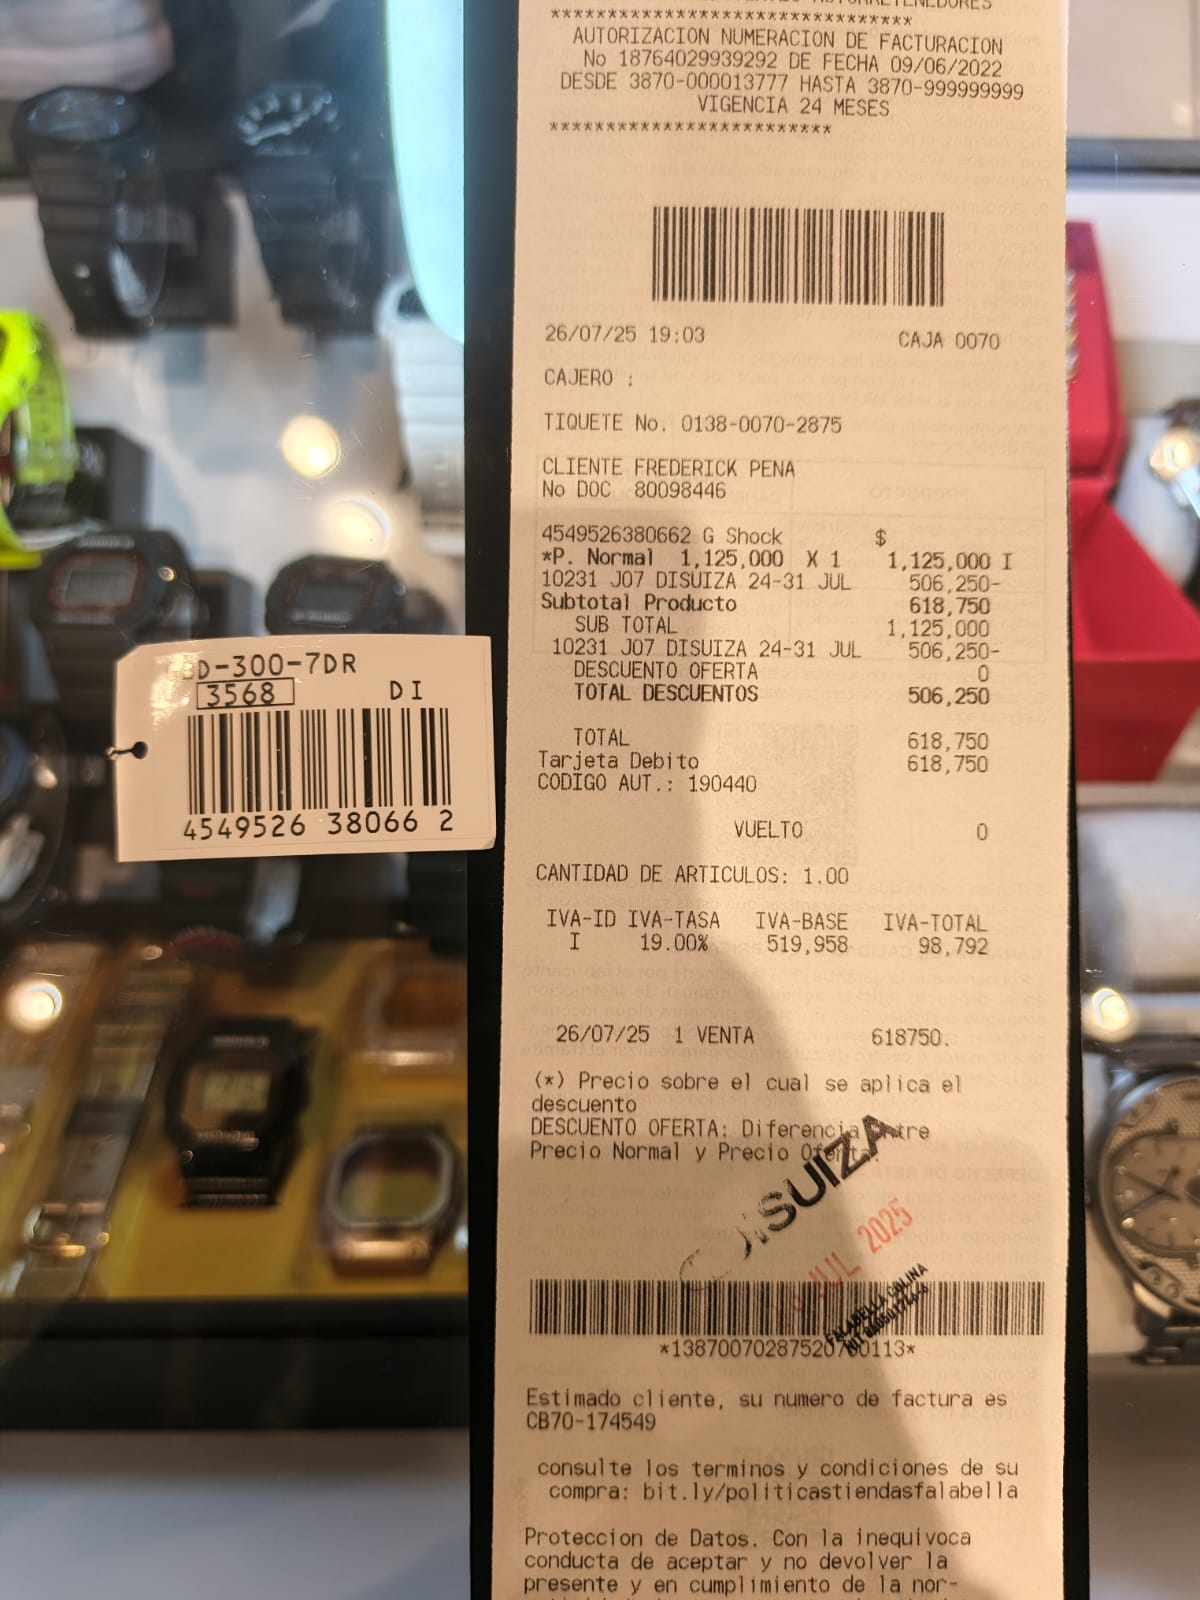 *********************************
AUTORIZACION NUMERACION DE FACTURACION
No 18764029939292 DE FECHA 09/06/2022
DESDE 3870-000013777 HASTA 3870-999999999
VIGENCIA 24 MESES
**************************
26/07/25 19:03 CAJA 0070
CAJERO :
TIQUETE No. 0138-0070-2875
CLIENTE FREDERICK PENA
No DOC 80098446
4549526380662 G Shock $
*P. Normal 1,125,000 X 1 1,125,000 I
10231 J07 DISUIZA 24-31 JUL 506,250-
Subtotal Producto 618,750
SUB TOTAL 1,125,000
10231 J07 DISUIZA 24-31 JUL 506,250-
DESCUENTO OFERTA 0
TOTAL DESCUENTOS 506,250
TOTAL 618,750
Tarjeta Debito 618,750
CODIGO AUT.: 190440
VUELTO 0
CANTIDAD DE ARTICULOS: 1.00
IVA-ID IVA-TASA IVA-BASE IVA-TOTAL
I 19.00% 519,958 98,792
26/07/25 1 VENTA 618750.
(*) Precio sobre el cual se aplica el
descuento
DESCUENTO OFERTA: Diferencia entre
Precio Normal y Precio Oferta
DISUIZA
JUL 2025
FALABELLA COLINA
Estimado cliente, su numero de factura es
CB70-174549
consulte los terminos y condiciones de su
compra: bit.ly/politicastiendasfalabella
Proteccion de Datos. Con la inequivoca
conducta de aceptar y no devolver la
presente y en cumplimiento de la nor-
D-300-7DR
3568 DI
4549526 38066 2